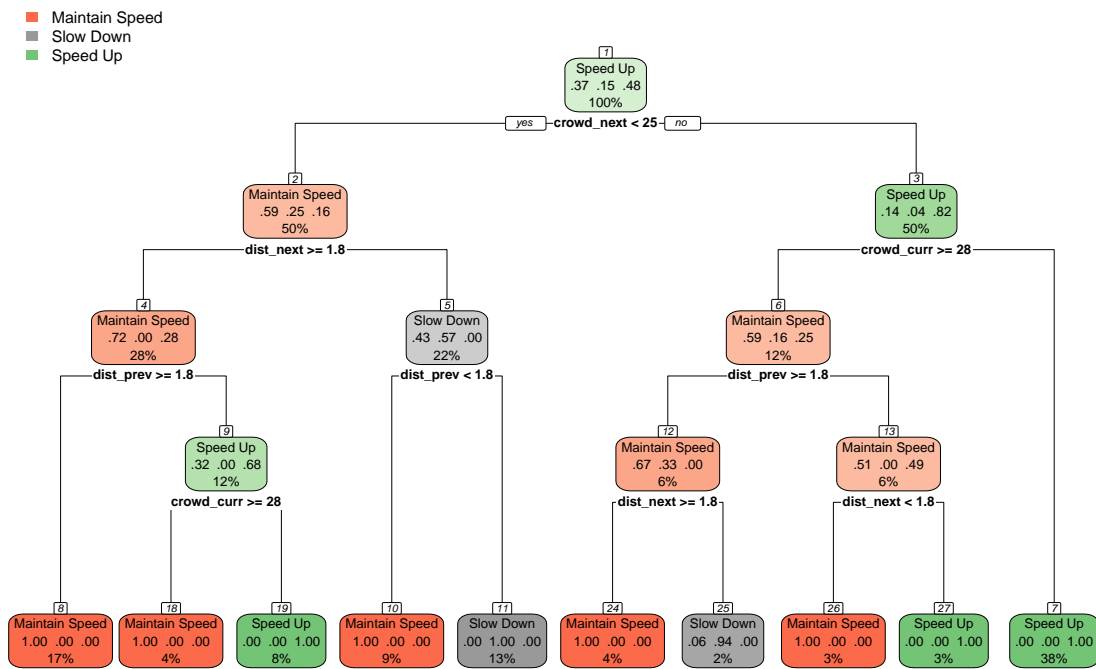 Maintain Speed
Slow Down
Speed Up
1
Speed Up
.37 .15 .48
100%
yes crowd_next < 25 no
2
Maintain Speed
.59 .25 .16
50%
dist_next >= 1.8
3
Speed Up
.14 .04 .82
50%
crowd_curr >= 28
4
Maintain Speed
.72 .00 .28
28%
dist_prev >= 1.8
5
Slow Down
.43 .57 .00
22%
dist_prev < 1.8
6
Maintain Speed
.59 .16 .25
12%
dist_prev >= 1.8
9
Speed Up
.32 .00 .68
12%
crowd_curr >= 28
12
Maintain Speed
.67 .33 .00
6%
dist_next >= 1.8
13
Maintain Speed
.51 .00 .49
6%
dist_next < 1.8
8
Maintain Speed
1.00 .00 .00
17%
18
Maintain Speed
1.00 .00 .00
4%
19
Speed Up
.00 .00 1.00
8%
10
Maintain Speed
1.00 .00 .00
9%
11
Slow Down
.00 1.00 .00
13%
24
Maintain Speed
1.00 .00 .00
4%
25
Slow Down
.06 .94 .00
2%
26
Maintain Speed
1.00 .00 .00
3%
27
Speed Up
.00 .00 1.00
3%
7
Speed Up
.00 .00 1.00
38%